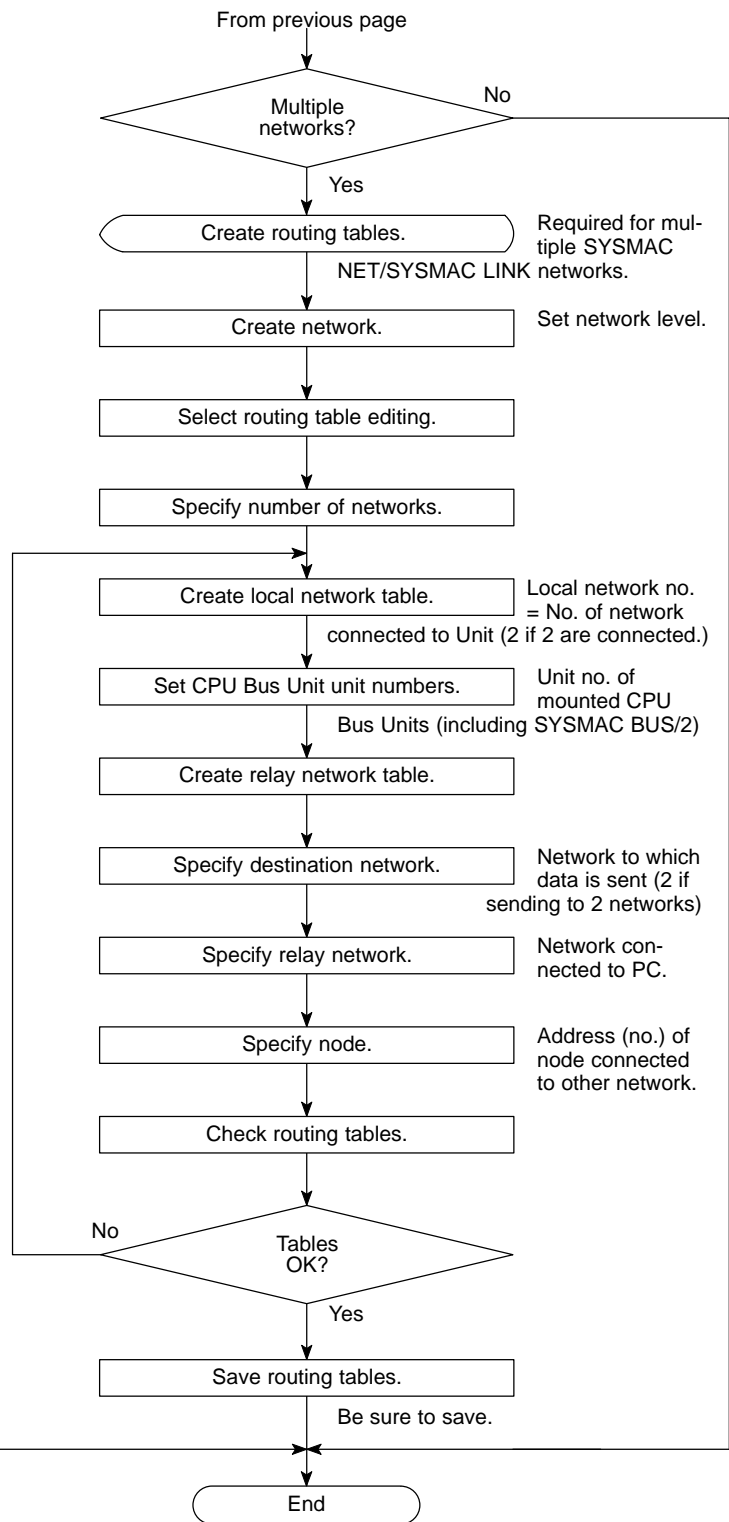 From previous page
Multiple
networks?
No
Yes
Create routing tables.
Required for mul-
tiple SYSMAC
NET/SYSMAC LINK networks.
Create network.
Set network level.
Select routing table editing.
Specify number of networks.
Create local network table.
Local network no.
= No. of network
connected to Unit (2 if 2 are connected.)
Set CPU Bus Unit unit numbers.
Unit no. of
mounted CPU
Bus Units (including SYSMAC BUS/2)
Create relay network table.
Specify destination network.
Network to which
data is sent (2 if
sending to 2 networks)
Specify relay network.
Network con-
nected to PC.
Specify node.
Address (no.) of
node connected
to other network.
Check routing tables.
No
Tables
OK?
Yes
Save routing tables.
Be sure to save.
End